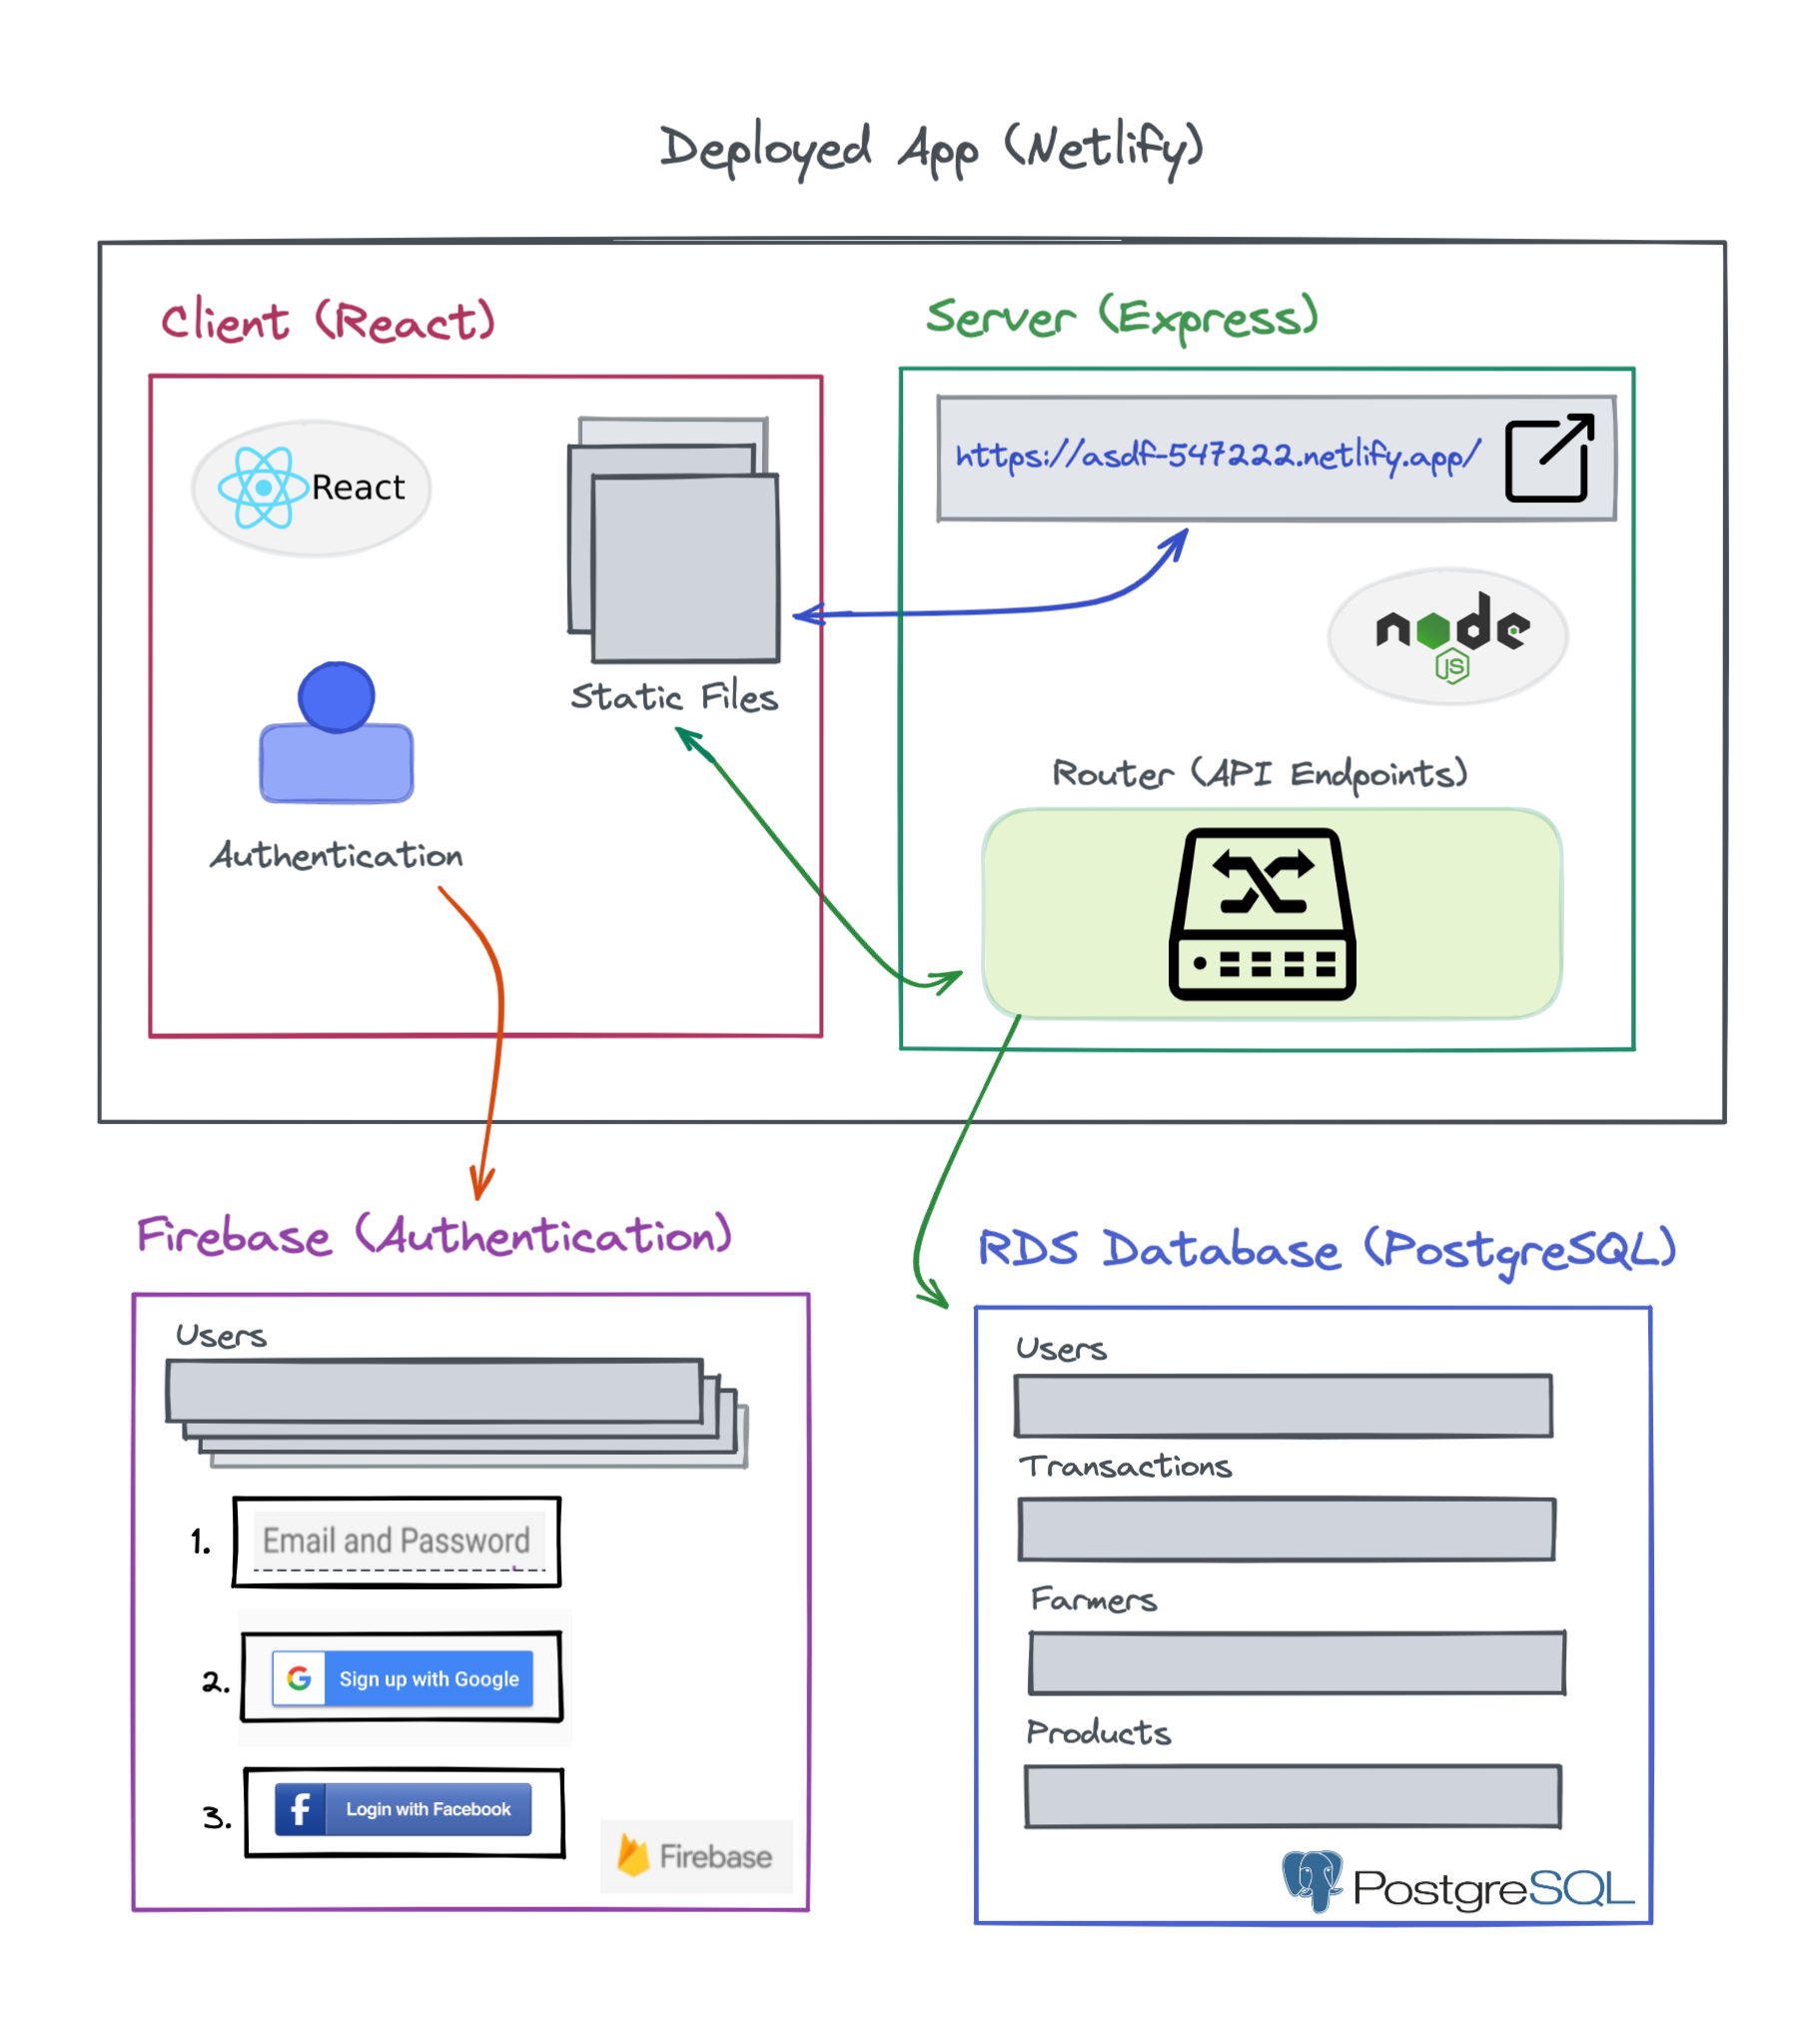 Deployed App (Netlify)
Client (React)
Server (Express)
React
https://asdf-547222.netlify.app/
node
JS
Static Files
Router (API Endpoints)
Authentication
Firebase (Authentication)
RDS Database (PostgreSQL)
Users
1. Email and Password
2. Sign up with Google
3. Login with Facebook
Firebase
Users
Transactions
Farmers
Products
PostgreSQL